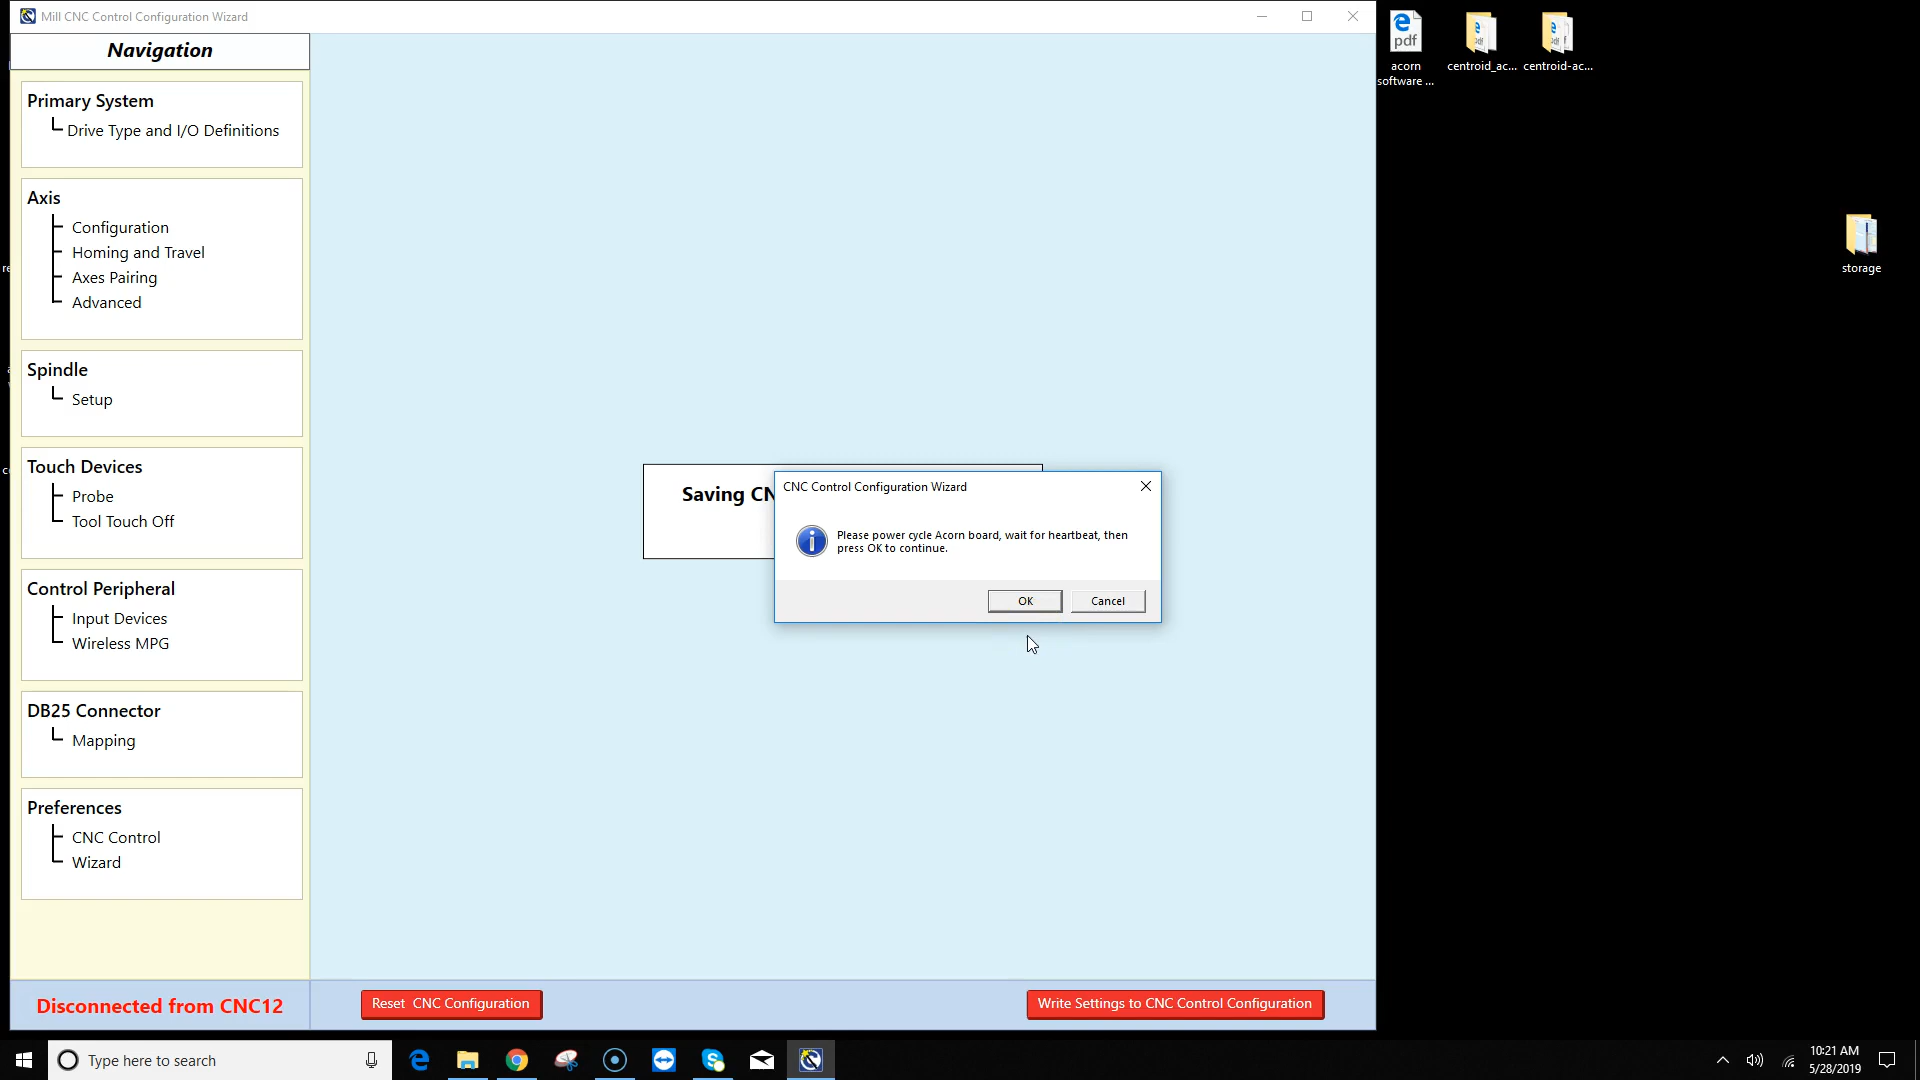 Mill CNC Control Configuration Wizard
Navigation
Primary System
Drive Type and I/O Definitions
Axis
Configuration
Homing and Travel
Axes Pairing
Advanced
Spindle
Setup
Touch Devices
Probe
Tool Touch Off
Control Peripheral
Input Devices
Wireless MPG
DB25 Connector
Mapping
Preferences
CNC Control
Wizard
Disconnected from CNC12
Reset CNC Configuration
Write Settings to CNC Control Configuration
Saving CN
CNC Control Configuration Wizard
Please power cycle Acorn board, wait for heartbeat, then
press OK to continue.
OK
Cancel
pdf
acorn
software ...
centroid_ac...
centroid-ac...
storage
Type here to search
10:21 AM
5/28/2019